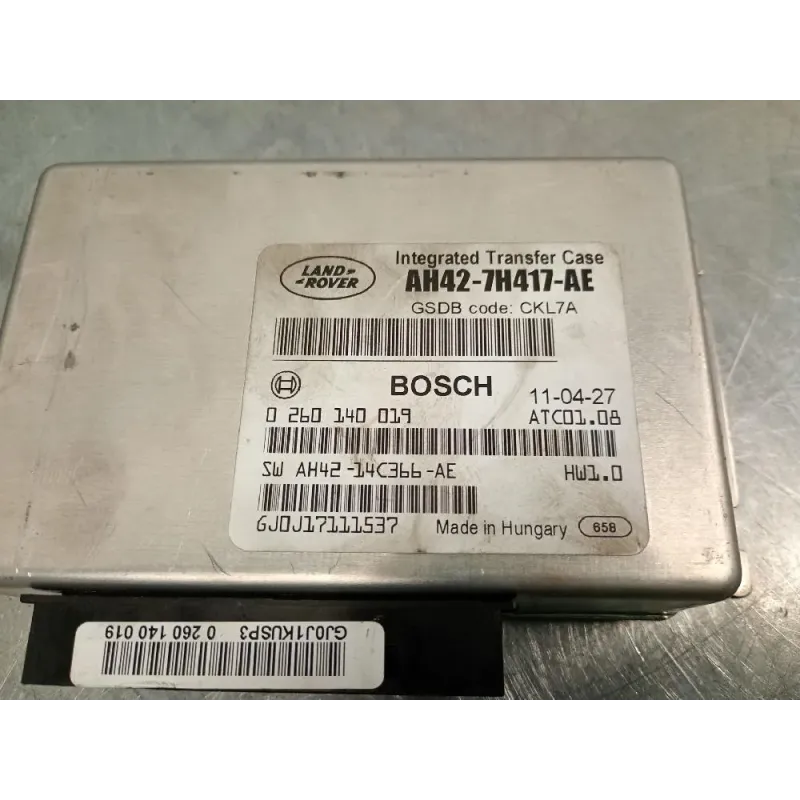 LAND ROVER
Integrated Transfer Case
AH42-7H417-AE
GSDB code: CKL7A
BOSCH 11-04-27
0 260 140 019 ATC01.08
SW AH42-14C366-AE HW1.0
GJ0J17111537 Made in Hungary 658
GJ0J1KUSP3 0 260 140 019